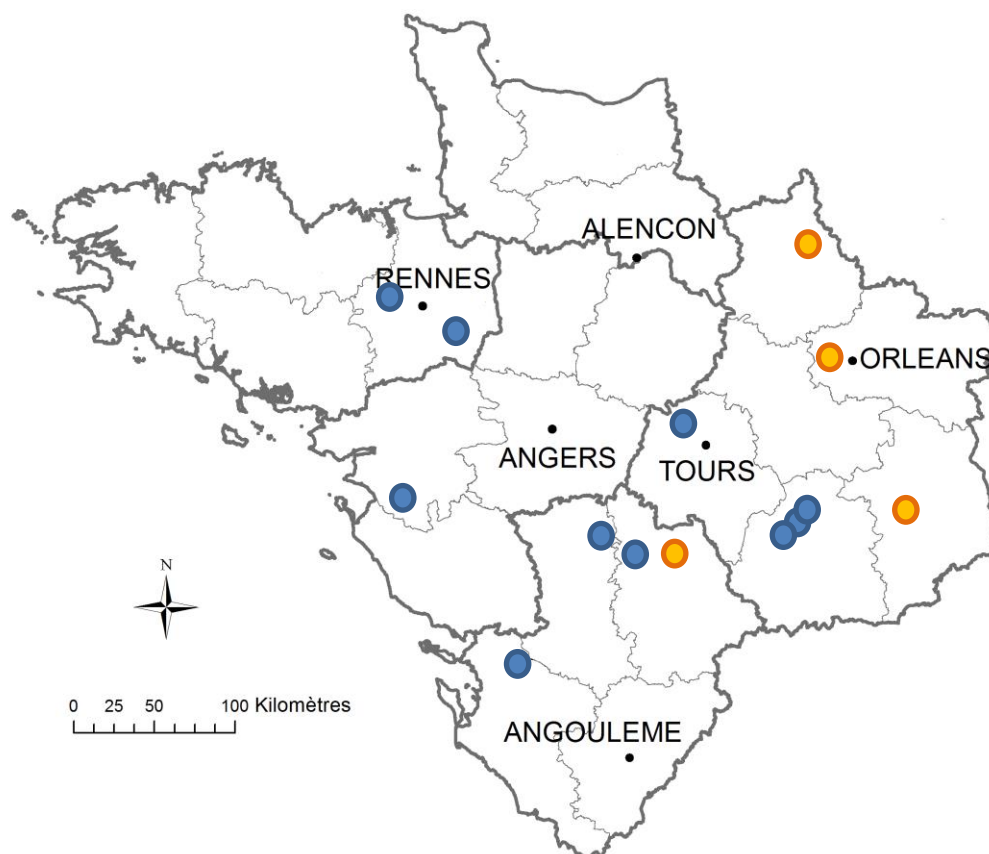 ALENCON
RENNES
ORLEANS
ANGERS
TOURS
N
0 25 50 100 Kilomètres
ANGOULEME